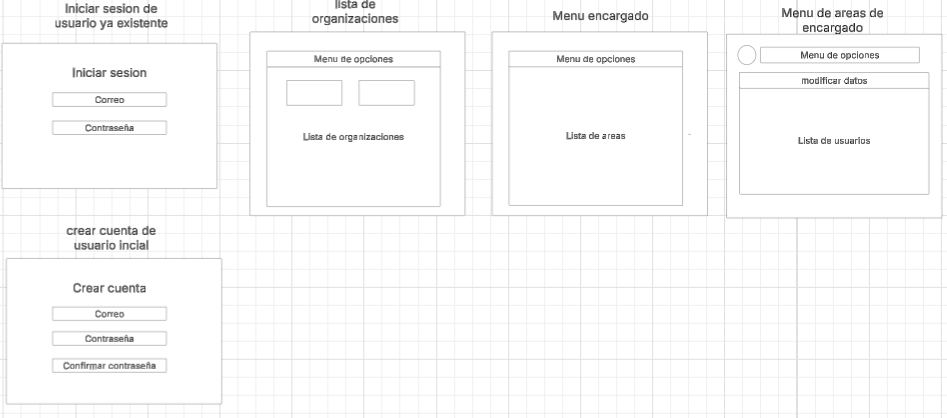 Iniciar sesion de
usuario ya existente
Iniciar sesion
Correo
Contraseña
lista de
organizaciones
Menu de opciones
Lista de organizaciones
Menu encargado
Menu de opciones
Lista de areas
Menu de areas de
encargado
Menu de opciones
modificar datos
Lista de usuarios
crear cuenta de
usuario incial
Crear cuenta
Correo
Contraseña
Confirmar contraseña